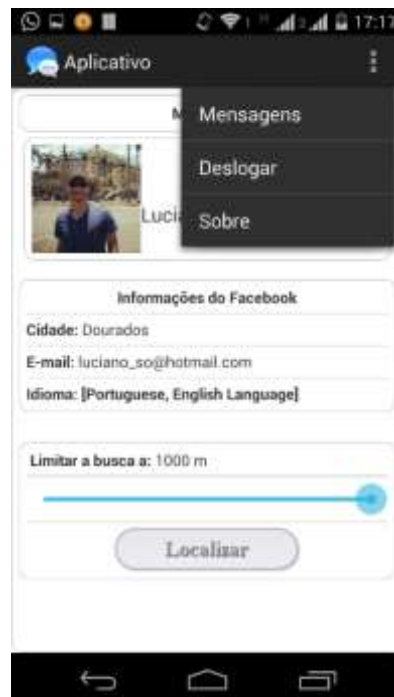 17:17
Aplicativo
Mensagens
Deslogar
Sobre
M
Luci
Informações do Facebook
Cidade: Dourados
E-mail: luciano_so@hotmail.com
Idioma: [Portuguese, English Language]
Limitar a busca a: 1000 m
Localizar